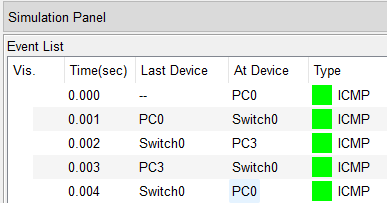 Simulation Panel
Event List
Vis. Time(sec) Last Device At Device Type
0.000 -- PC0 ICMP
0.001 PC0 Switch0 ICMP
0.002 Switch0 PC3 ICMP
0.003 PC3 Switch0 ICMP
0.004 Switch0 PC0 ICMP